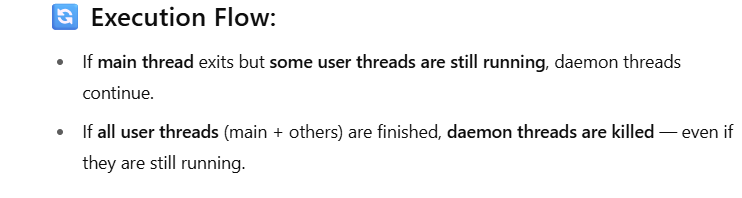 Execution Flow:
If main thread exits but some user threads are still running, daemon threads
continue.
If all user threads (main + others) are finished, daemon threads are killed — even if
they are still running.